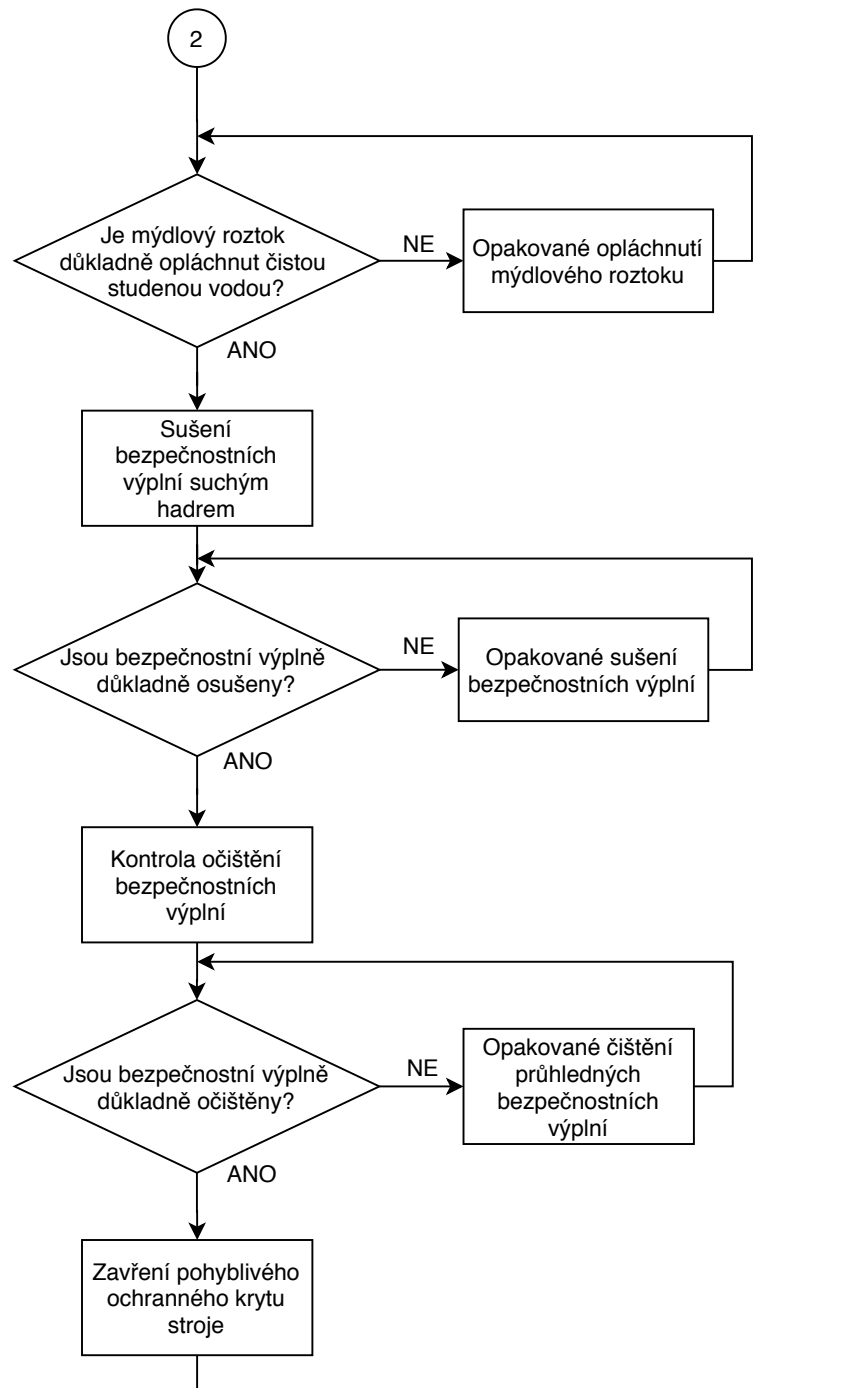 2
Je mýdlový roztok
důkladně opláchnut čistou
studenou vodou?
NE
Opakované opláchnutí
mýdlového roztoku
ANO
Sušení
bezpečnostních
výplní suchým
hadrem
Jsou bezpečnostní výplně
důkladně osušeny?
NE
Opakované sušení
bezpečnostních výplní
ANO
Kontrola očištění
bezpečnostních
výplní
Jsou bezpečnostní výplně
důkladně očištěny?
NE
Opakované čištění
průhledných
bezpečnostních
výplní
ANO
Zavření pohyblivého
ochranného krytu
stroje